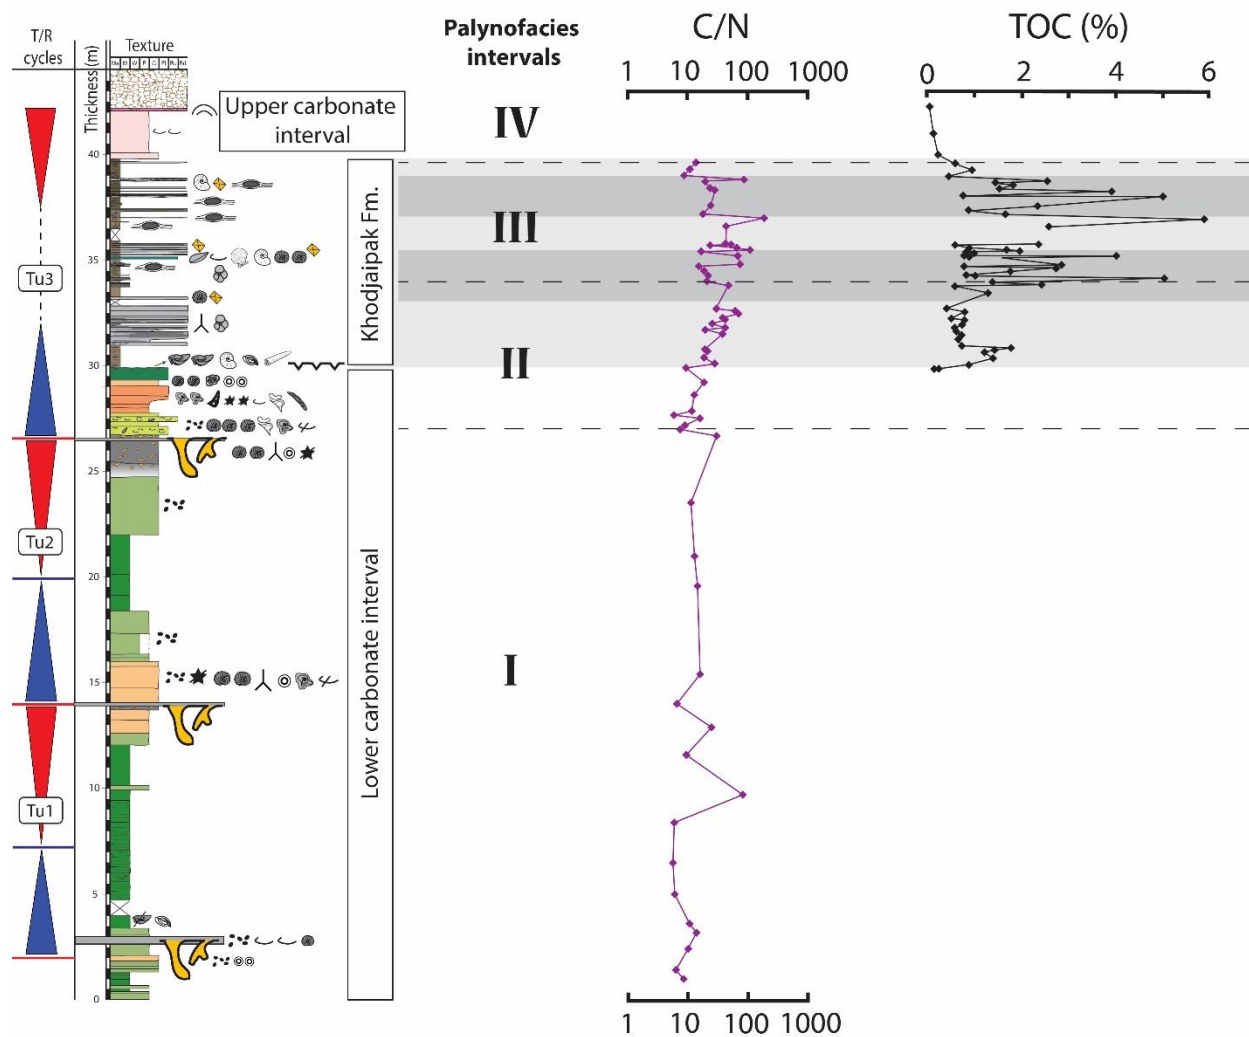 T/R
cycles
Thickness (m)
Texture
Palynofacies
intervals
C/N
TOC (%)
1 10 100 1000
0 2 4 6
Upper carbonate
interval
IV
40
Khodjaipak Fm.
III
35
Tu3
30
II
25
Tu2
20
Lower carbonate interval
I
15
10
Tu1
5
0
1 10 100 1000